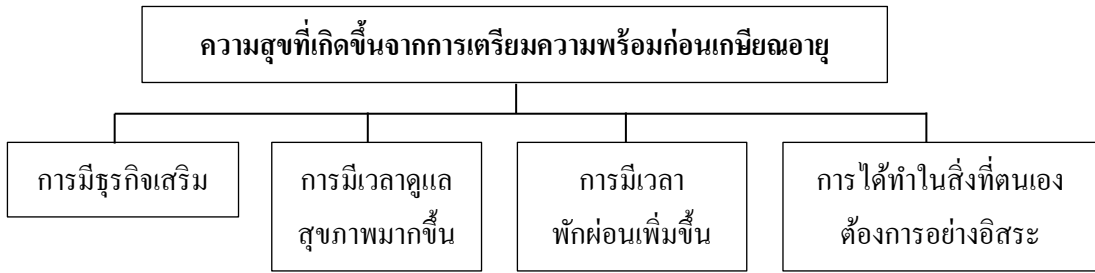 ความสุขที่เกิดขึ้นจากการเตรียมความพร้อมก่อนเกษียณอายุ
การมีธุรกิจเสริม
การมีเวลาดูแล
สุขภาพมากขึ้น
การมีเวลา
พักผ่อนเพิ่มขึ้น
การได้ทำในสิ่งที่ตนเอง
ต้องการอย่างอิสระ